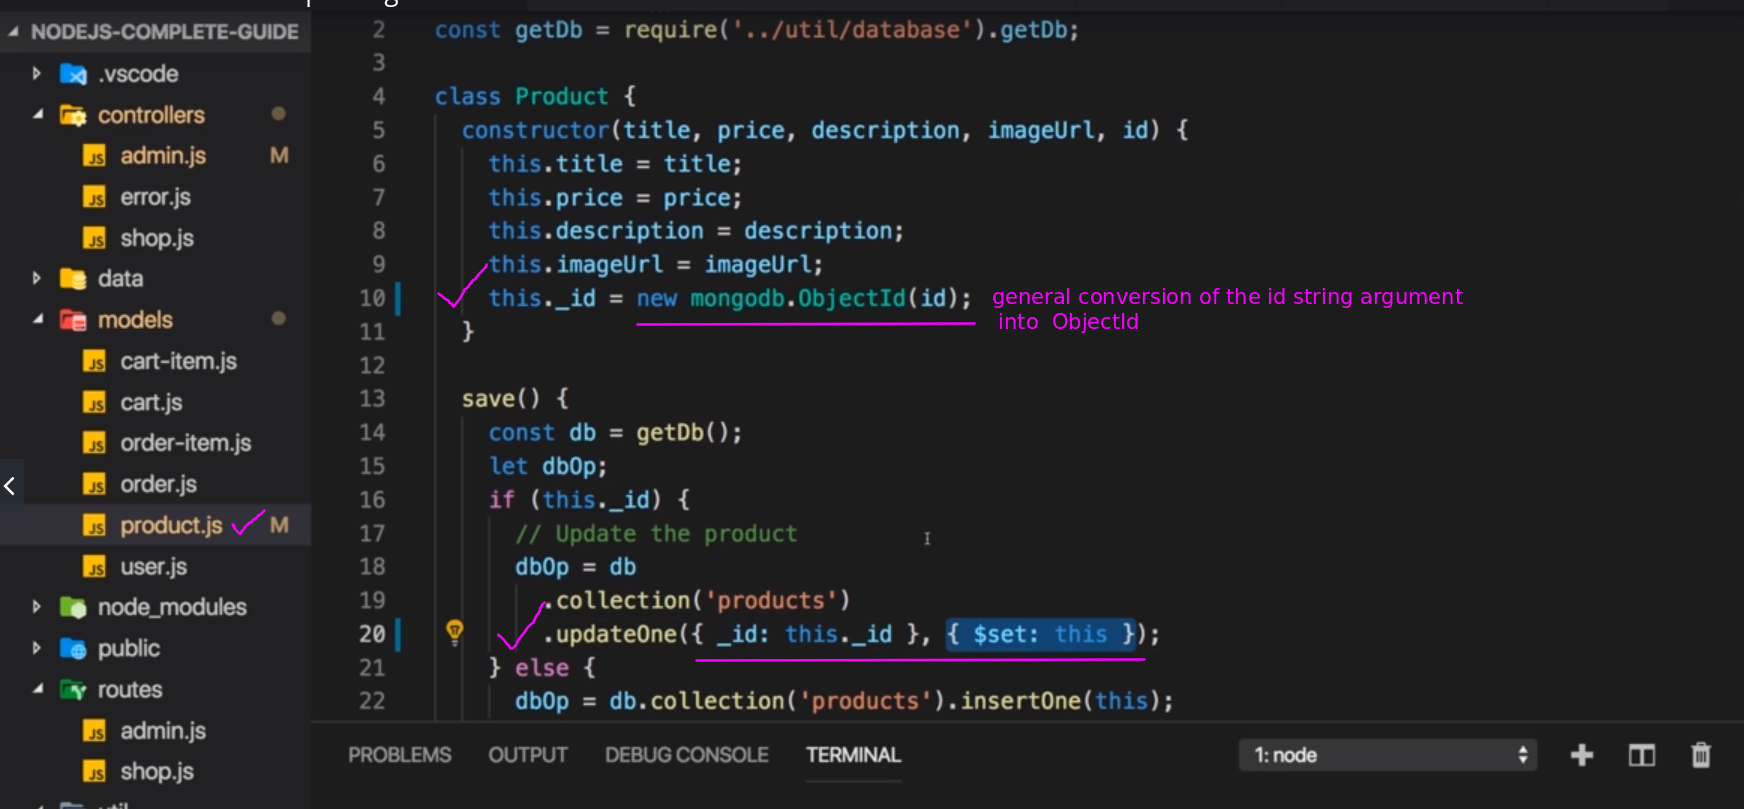 NODEJS-COMPLETE-GUIDE
.vscode
controllers
admin.js M
error.js
shop.js
data
models
cart-item.js
cart.js
order-item.js
order.js
product.js M
user.js
node_modules
public
routes
admin.js
shop.js
2 const getDb = require('../util/database').getDb;
3
4 class Product {
5 constructor(title, price, description, imageUrl, id) {
6 this.title = title;
7 this.price = price;
8 this.description = description;
9 this.imageUrl = imageUrl;
10 this._id = new mongodb.ObjectId(id);
general conversion of the id string argument
into ObjectId
11 }
12
13 save() {
14 const db = getDb();
15 let dbOp;
16 if (this._id) {
17 // Update the product
18 dbOp = db
19 .collection('products')
20 .updateOne({ _id: this._id }, { $set: this });
21 } else {
22 dbOp = db.collection('products').insertOne(this);
PROBLEMS OUTPUT DEBUG CONSOLE TERMINAL 1: node